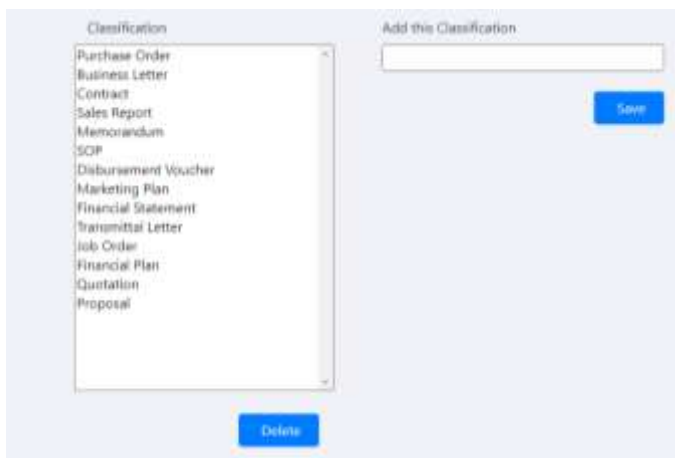 Classification
Purchase Order
Business Letter
Contract
Sales Report
Memorandum
SOP
Disbursement Voucher
Marketing Plan
Financial Statement
Transmittal Letter
Job Order
Financial Plan
Quotation
Proposal
Delete
Add this Classification
Save